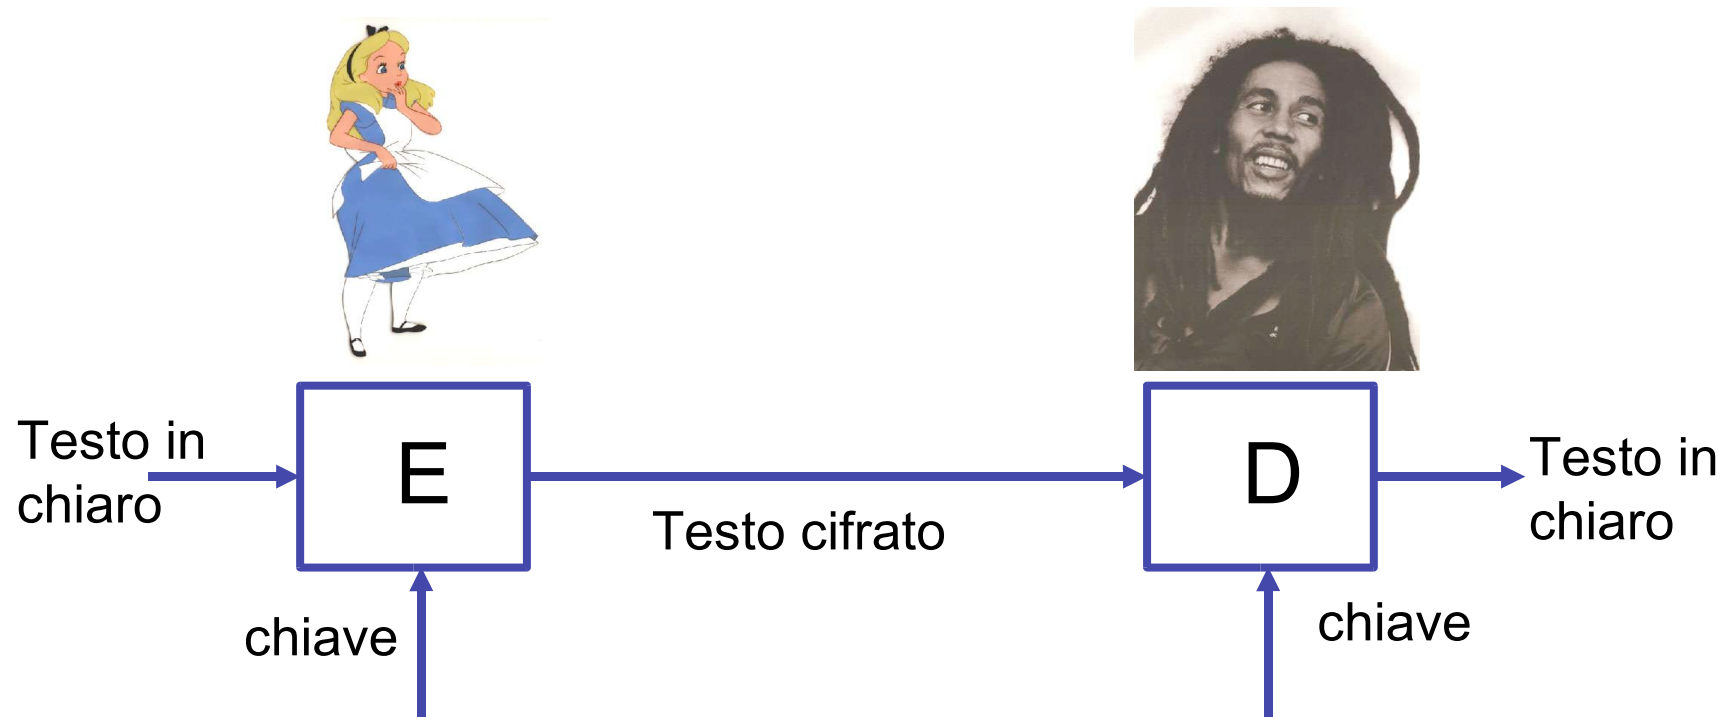 Testo in
chiaro
E
Testo cifrato
D
Testo in
chiaro
chiave
chiave